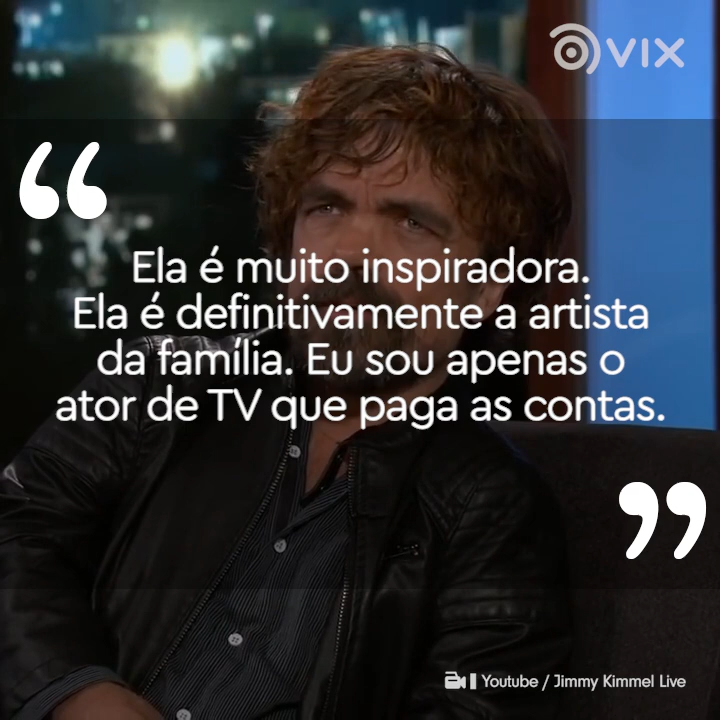 VIX
“
Ela é muito inspiradora.
Ela é definitivamente a artista
da família. Eu sou apenas o
ator de TV que paga as contas.
”
Youtube / Jimmy Kimmel Live